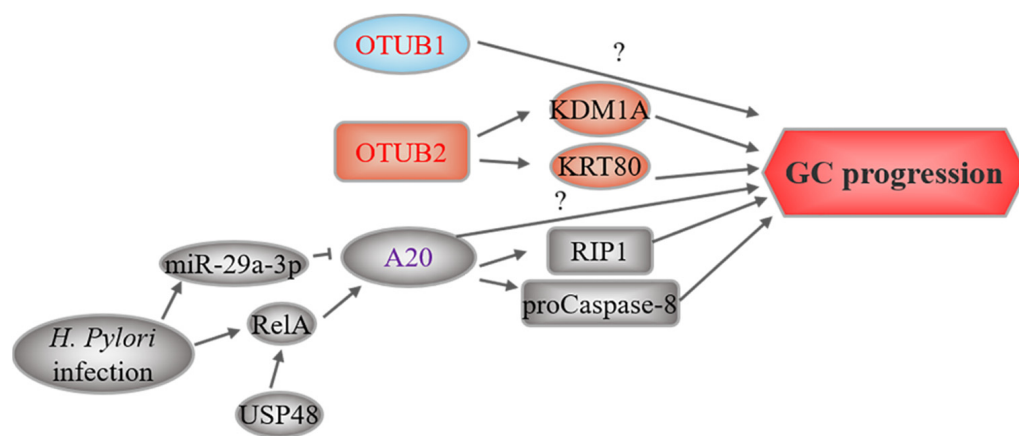 OTUB1
?
KDM1A
OTUB2
KRT80
GC progression
?
miR-29a-3p
A20
RIP1
proCaspase-8
RelA
H. Pylori
infection
USP48